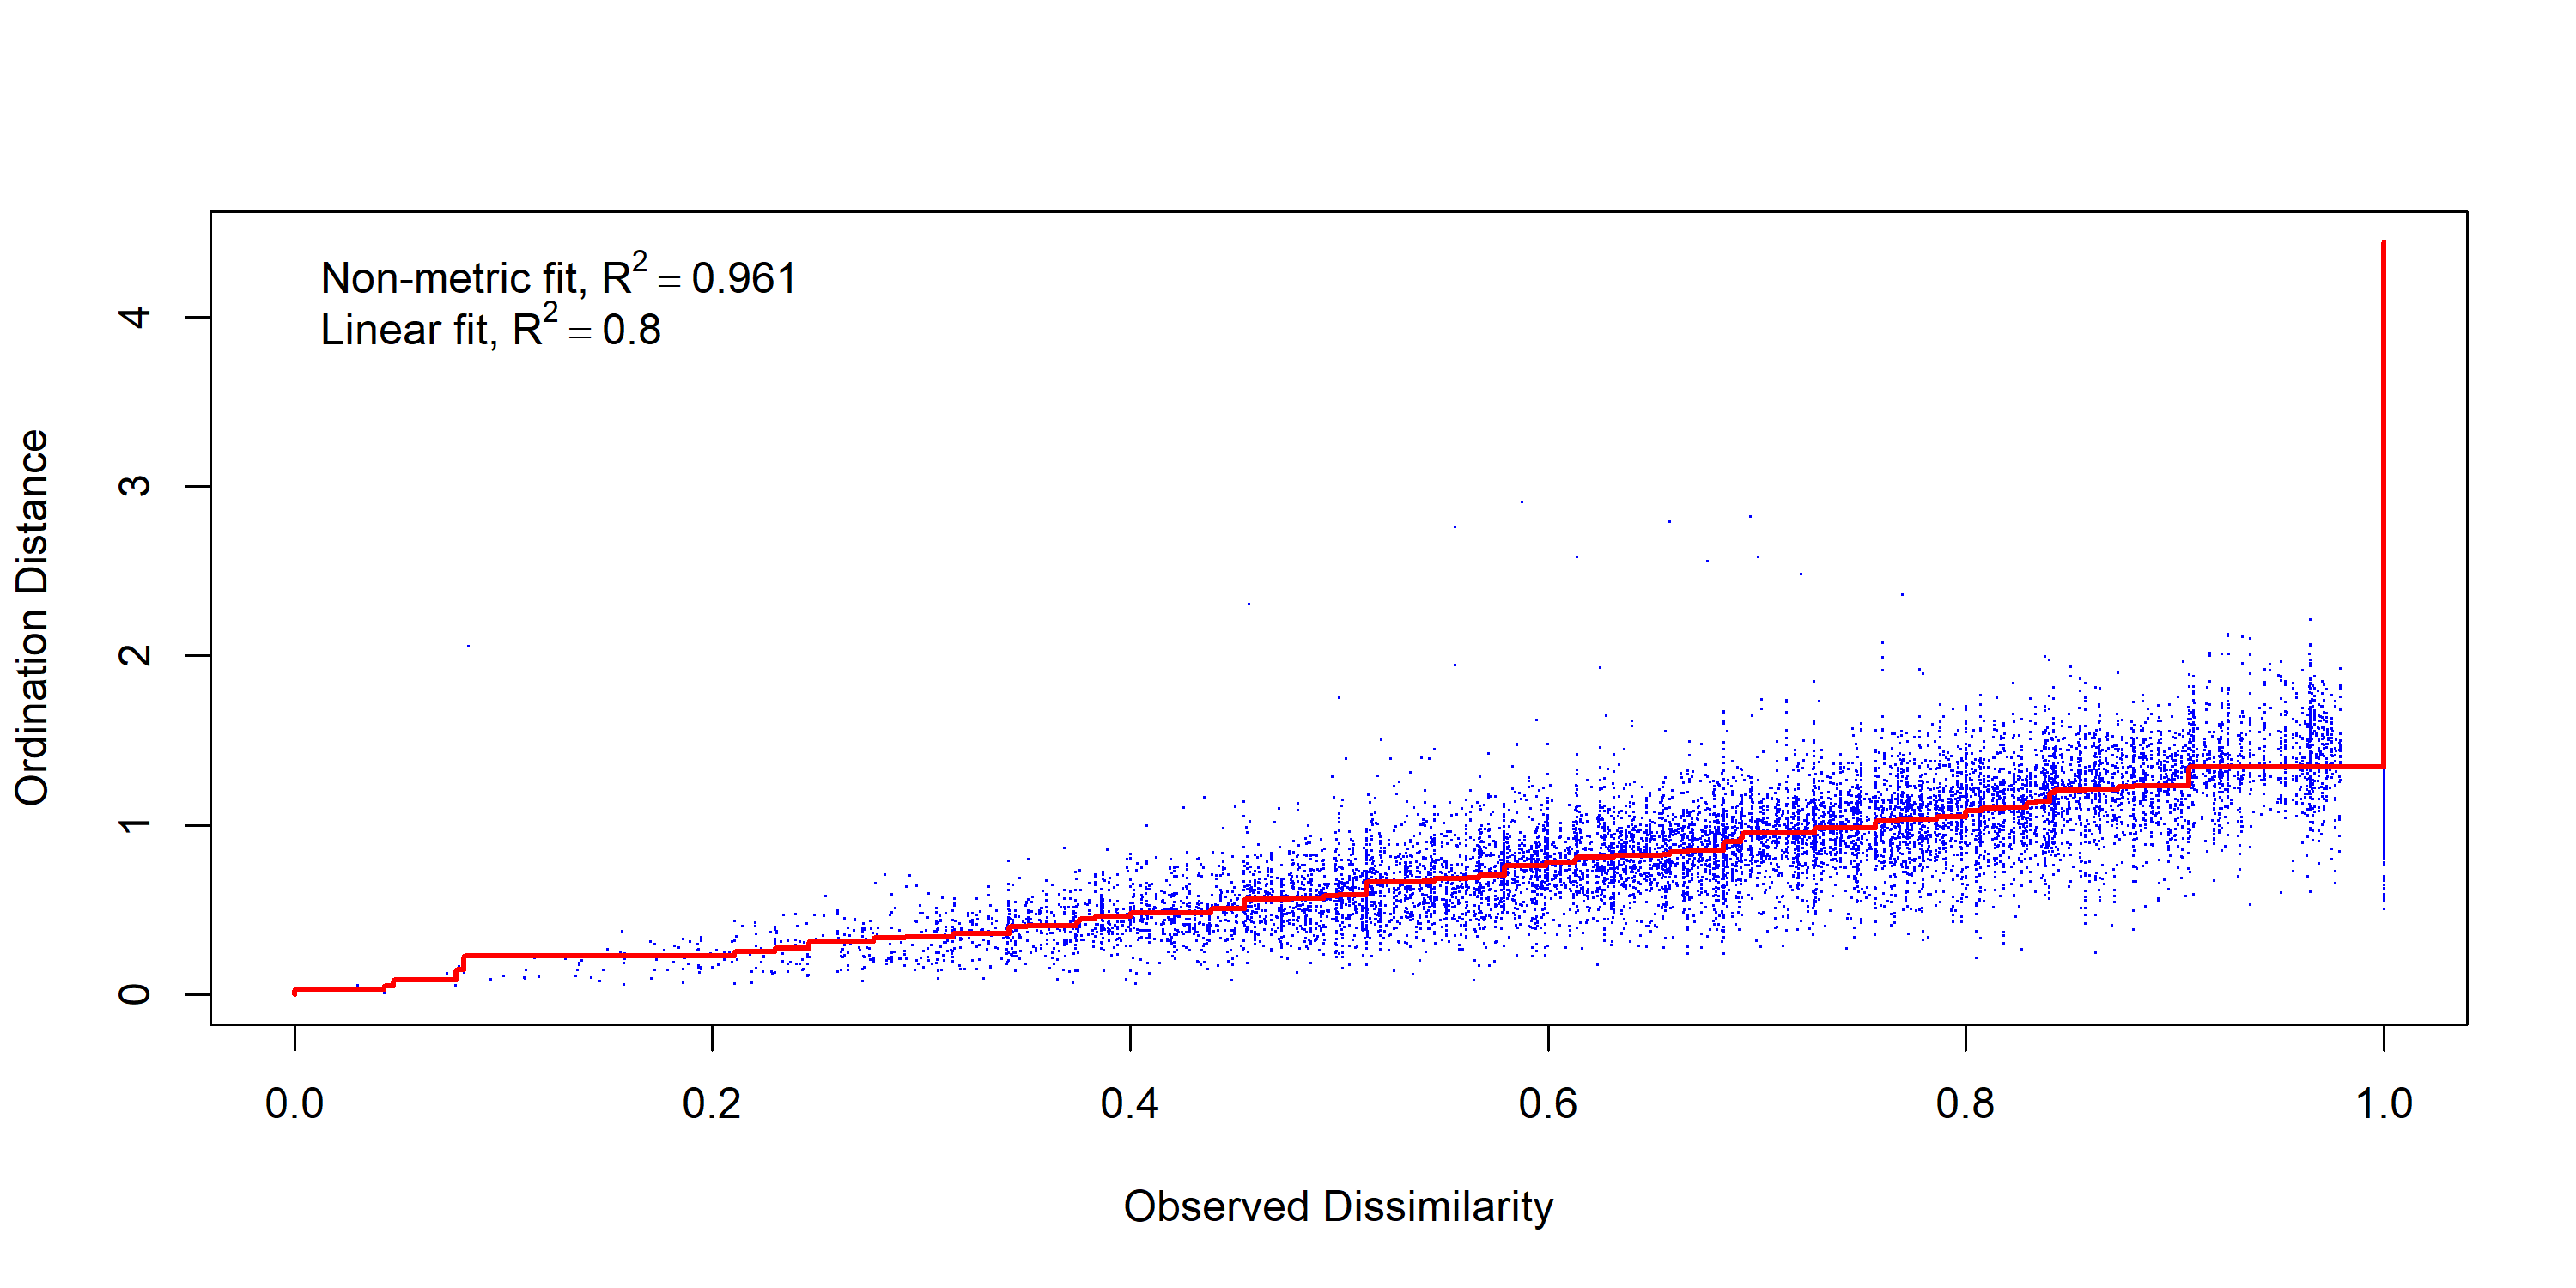 Non-metric fit, R² = 0.961
Linear fit, R² = 0.8
Ordination Distance
4
3
2
1
0
0.0 0.2 0.4 0.6 0.8 1.0
Observed Dissimilarity